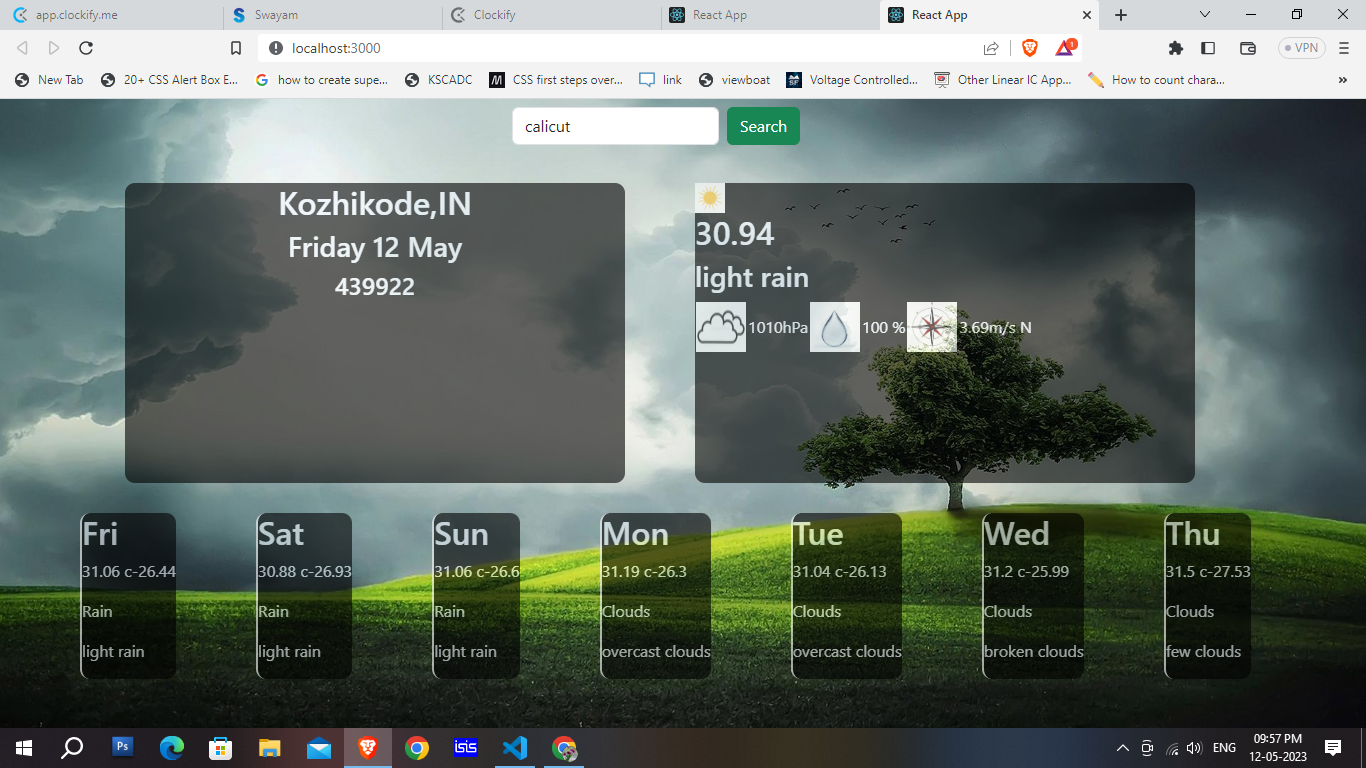 app.clockify.me
Swayam
Clockify
React App
React App
localhost:3000
1
VPN
New Tab
20+ CSS Alert Box E...
how to create supe...
KSCADC
CSS first steps over...
link
viewboat
Voltage Controlled...
Other Linear IC App...
How to count chara...
»
calicut
Search
Kozhikode,IN
Friday 12 May
439922
30.94
light rain
1010hPa
100 %
3.69m/s N
Fri
31.06 c-26.44
Rain
light rain
Sat
30.88 c-26.93
Rain
light rain
Sun
31.06 c-26.6
Rain
light rain
Mon
31.19 c-26.3
Clouds
overcast clouds
Tue
31.04 c-26.13
Clouds
overcast clouds
Wed
31.2 c-25.99
Clouds
broken clouds
Thu
31.5 c-27.53
Clouds
few clouds
Ps
isis
ENG
09:57 PM
12-05-2023